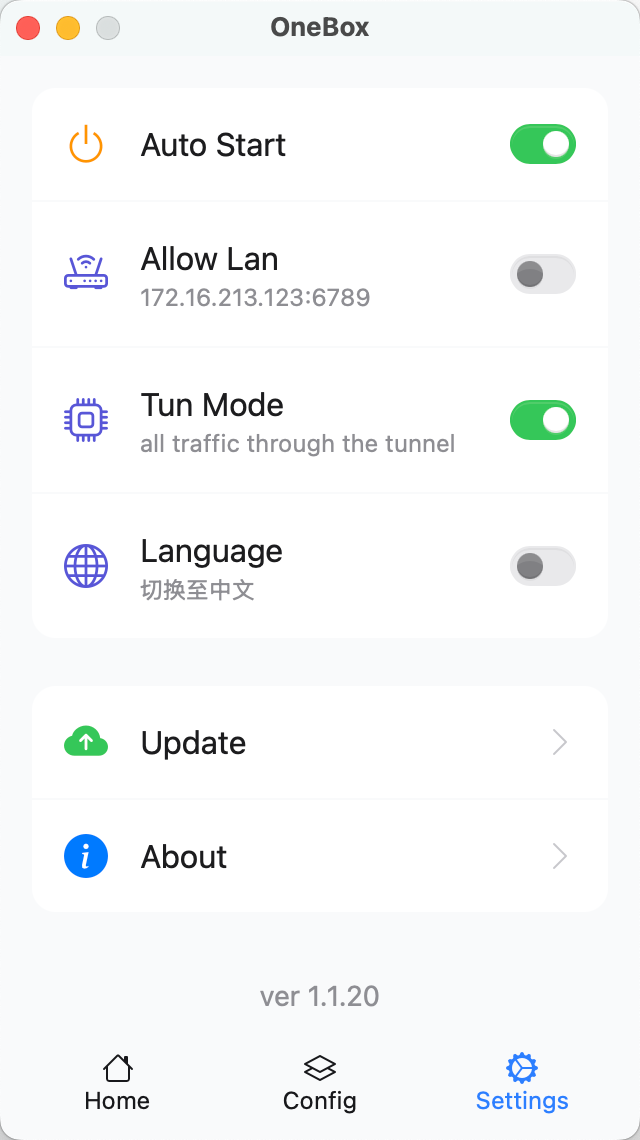 OneBox
Auto Start
Allow Lan
172.16.213.123:6789
Tun Mode
all traffic through the tunnel
Language
切换至中文
Update
About
ver 1.1.20
Home
Config
Settings